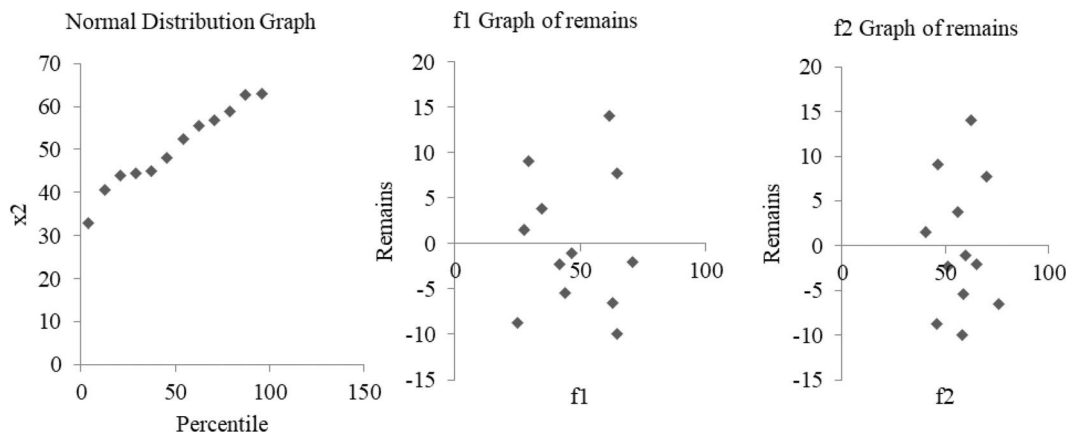 Normal Distribution Graph
70
60
50
40
30
20
10
0
0 50 100 150
x2
Percentile
f1 Graph of remains
20
15
10
5
0
-5
-10
-15
0 50 100
Remains
f1
f2 Graph of remains
20
15
10
5
0
-5
-10
-15
0 50 100
Remains
f2